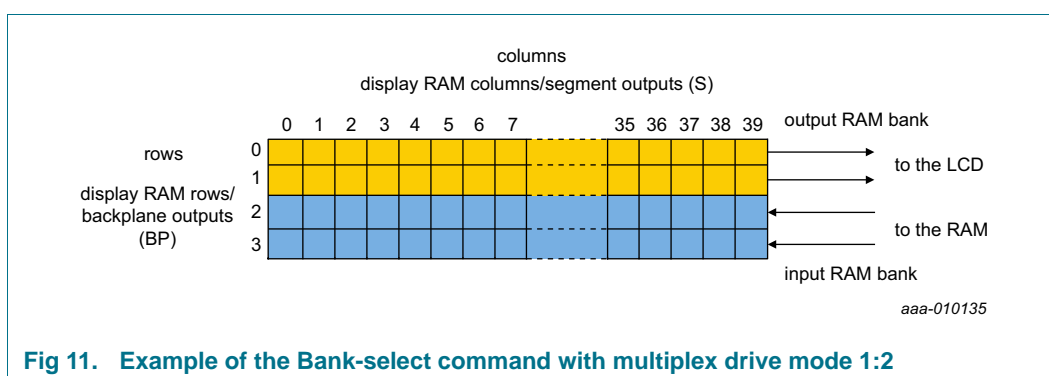 columns
display RAM columns/segment outputs (S)
0 1 2 3 4 5 6 7 35 36 37 38 39 output RAM bank
rows
0
to the LCD
1
display RAM rows/
backplane outputs
(BP)
2
to the RAM
3
input RAM bank
aaa-010135
Fig 11. Example of the Bank-select command with multiplex drive mode 1:2